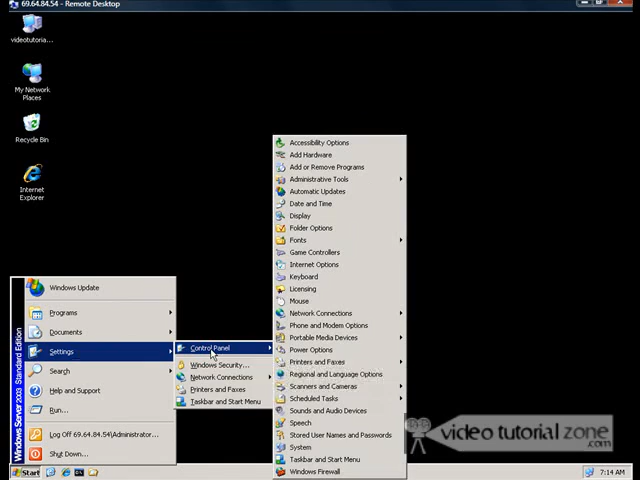 69.64.84.54 - Remote Desktop
videotutoria...
My Network
Places
Recycle Bin
Internet
Explorer
Windows Server 2003 Standard Edition
Windows Update
Programs
Documents
Settings
Search
Help and Support
Run...
Log Off 69.64.84.54\Administrator...
Shut Down...
Control Panel
Windows Security...
Network Connections
Printers and Faxes
Taskbar and Start Menu
Accessibility Options
Add Hardware
Add or Remove Programs
Administrative Tools
Automatic Updates
Date and Time
Display
Folder Options
Fonts
Game Controllers
Internet Options
Keyboard
Licensing
Mouse
Network Connections
Phone and Modem Options
Portable Media Devices
Power Options
Printers and Faxes
Regional and Language Options
Scanners and Cameras
Scheduled Tasks
Sounds and Audio Devices
Speech
Stored User Names and Passwords
System
Taskbar and Start Menu
Windows Firewall
video tutorial zone
.com
Start
7:14 AM